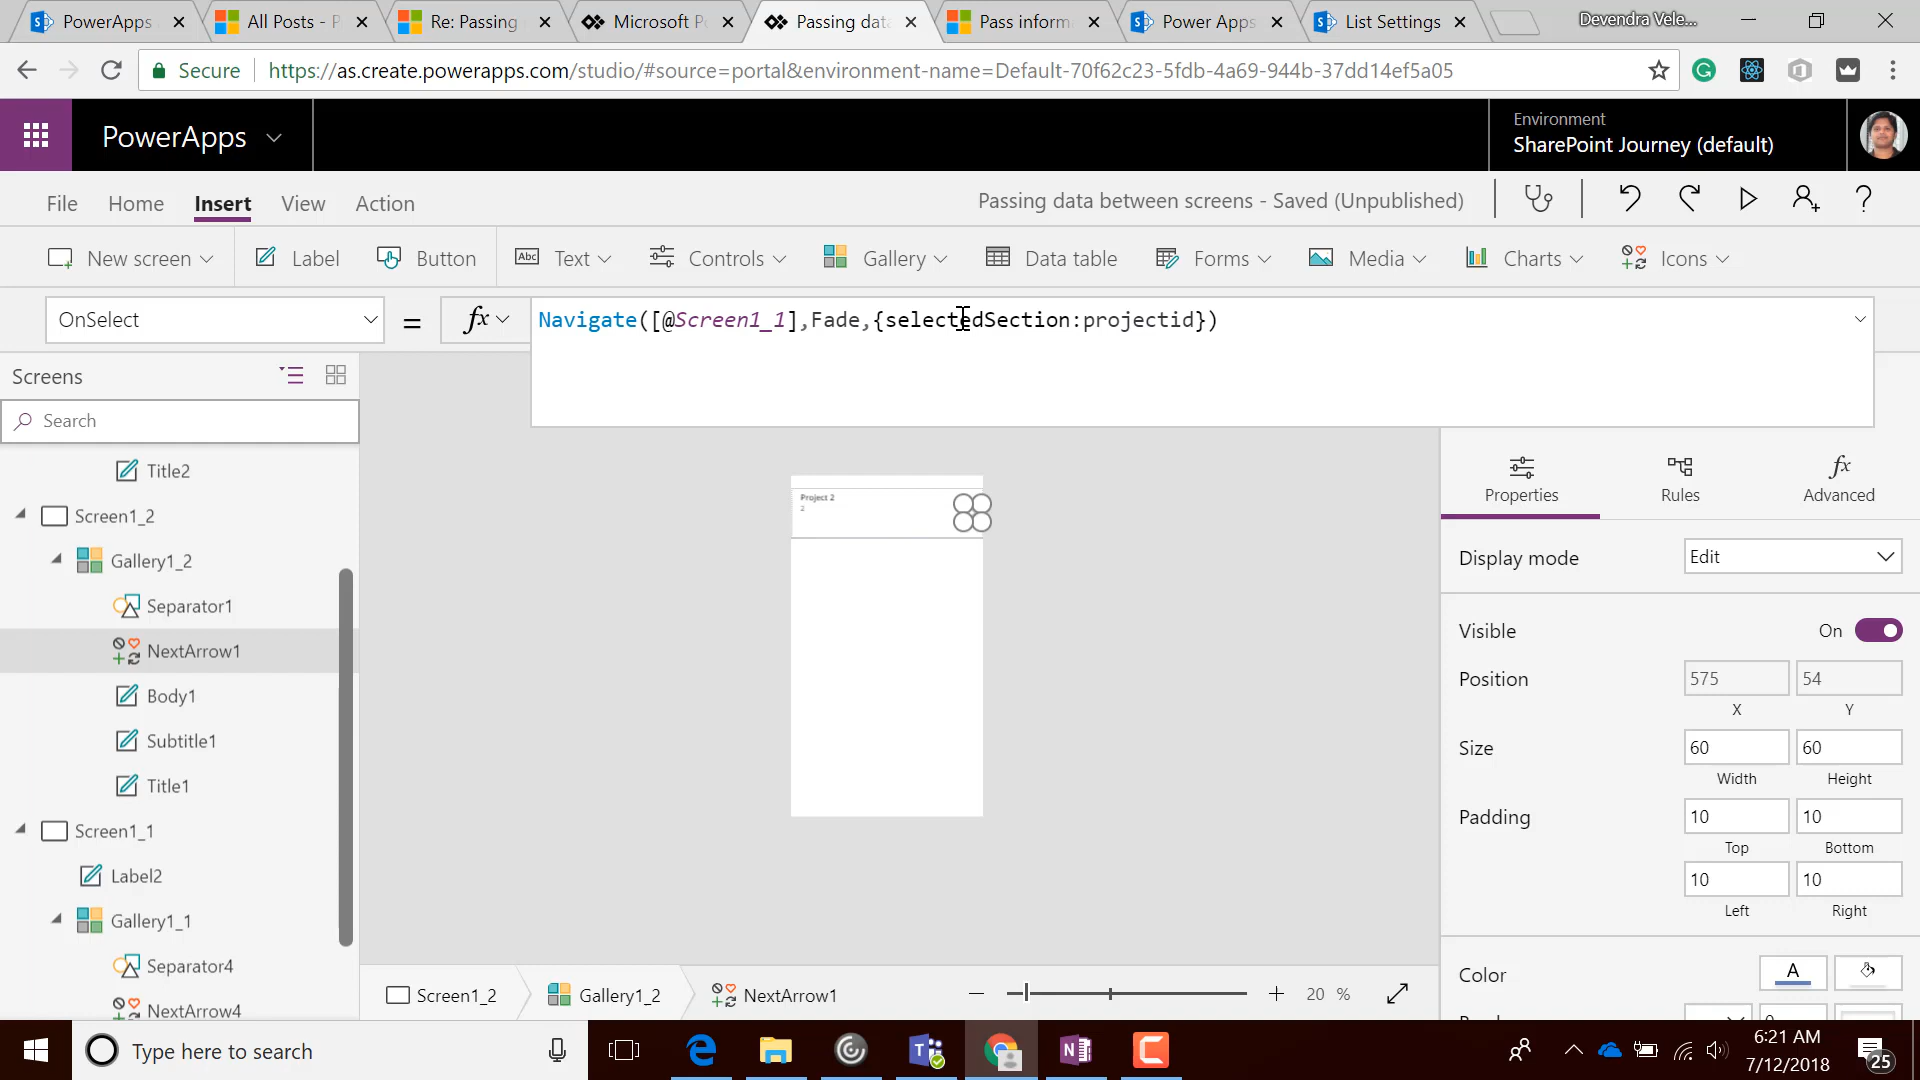 PowerApps
All Posts - P
Re: Passing
Microsoft Po
Passing data
Pass inform
Power Apps
List Settings
Devendra Vele...
Secure
https://as.create.powerapps.com/studio/#source=portal&environment-name=Default-70f62c23-5fdb-4a69-944b-37dd14ef5a05
PowerApps
Environment
SharePoint Journey (default)
File
Home
Insert
View
Action
Passing data between screens - Saved (Unpublished)
New screen
Label
Button
Abc
Text
Controls
Gallery
Data table
Forms
Media
Charts
Icons
OnSelect
=
fx
Navigate([@Screen1_1],Fade,{selectedSection:projectid})
Screens
Search
Title2
Screen1_2
Gallery1_2
Separator1
NextArrow1
Body1
Subtitle1
Title1
Screen1_1
Label2
Gallery1_1
Separator4
NextArrow4
Project 2
2
Properties
Rules
fx
Advanced
Display mode
Edit
Visible
On
Position
575
54
X
Y
Size
60
60
Width
Height
Padding
10
10
Top
Bottom
10
10
Left
Right
Color
A
Screen1_2
Gallery1_2
NextArrow1
20 %
Type here to search
6:21 AM
7/12/2018
25